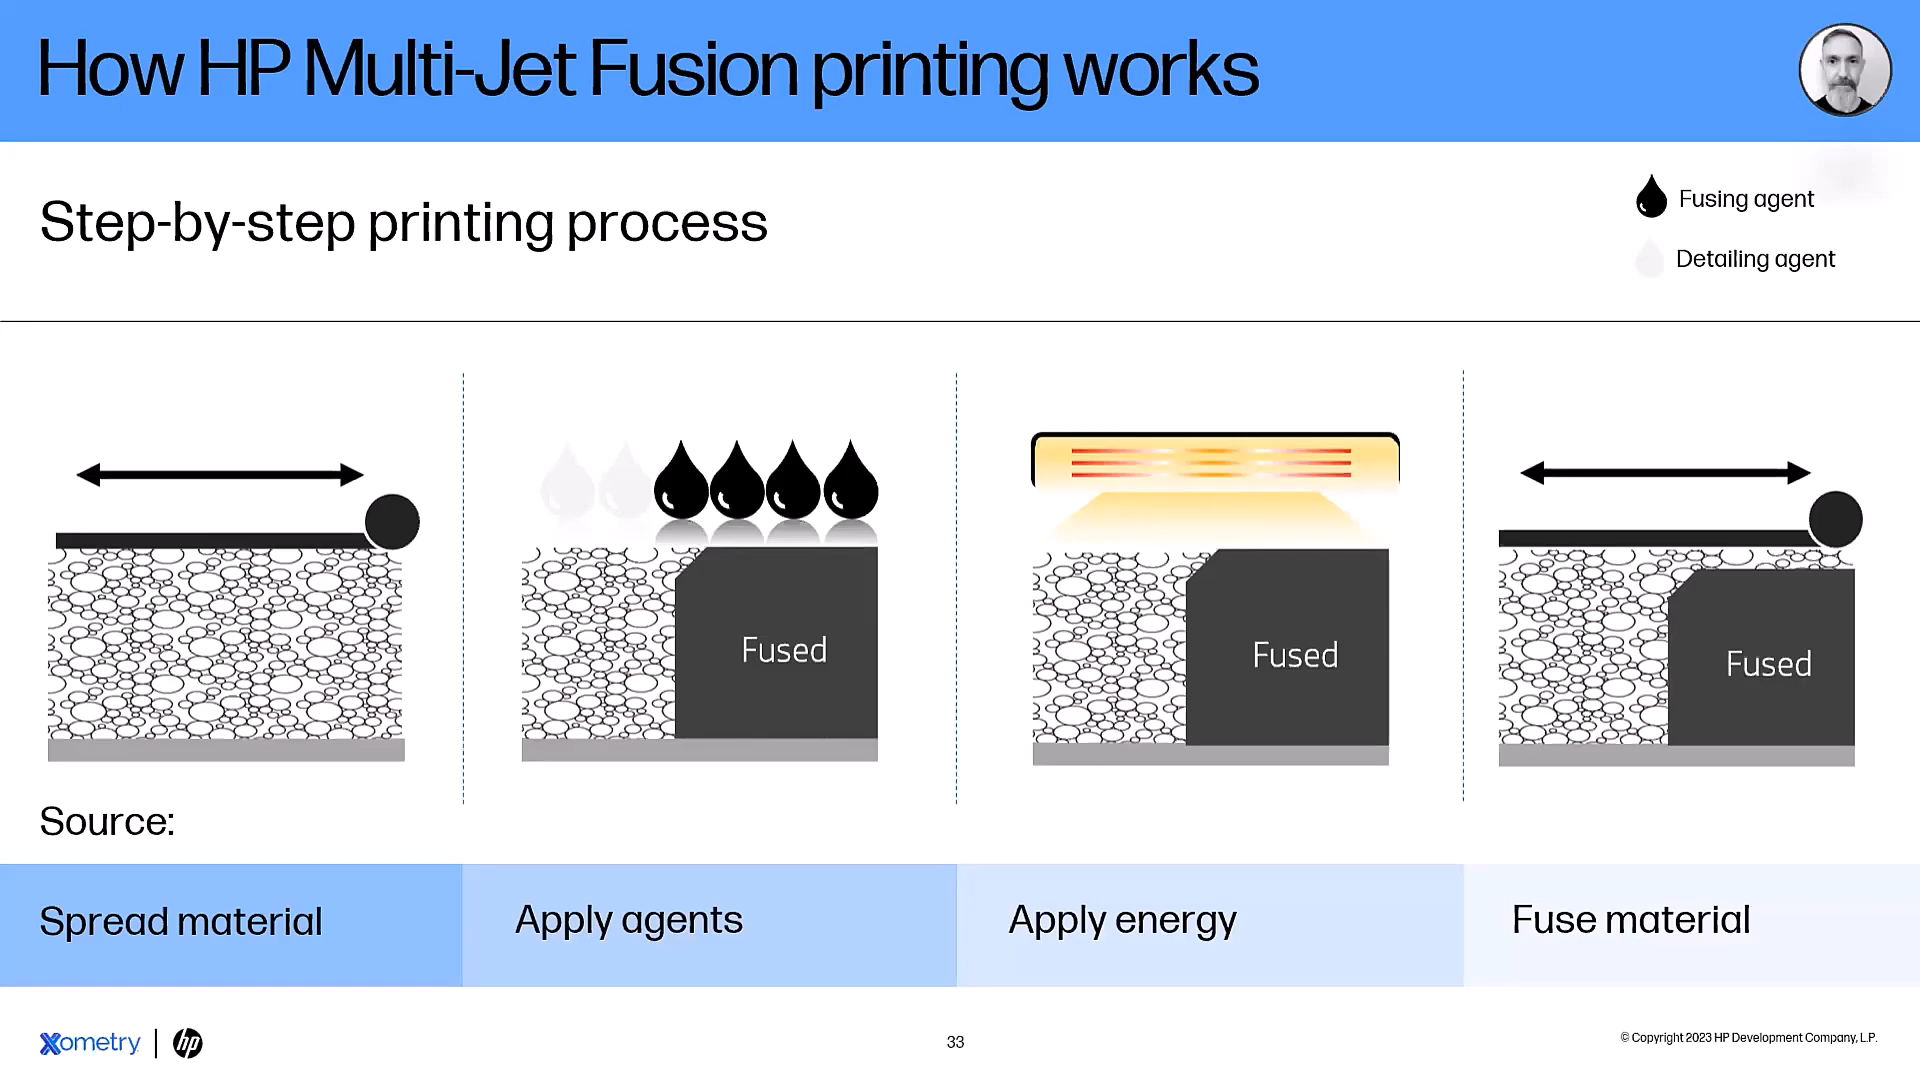 How HP Multi-Jet Fusion printing works
Step-by-step printing process
Fusing agent
Detailing agent
Fused
Fused
Fused
Source:
Spread material
Apply agents
Apply energy
Fuse material
Xometry
hp
33
© Copyright 2023 HP Development Company, L.P.